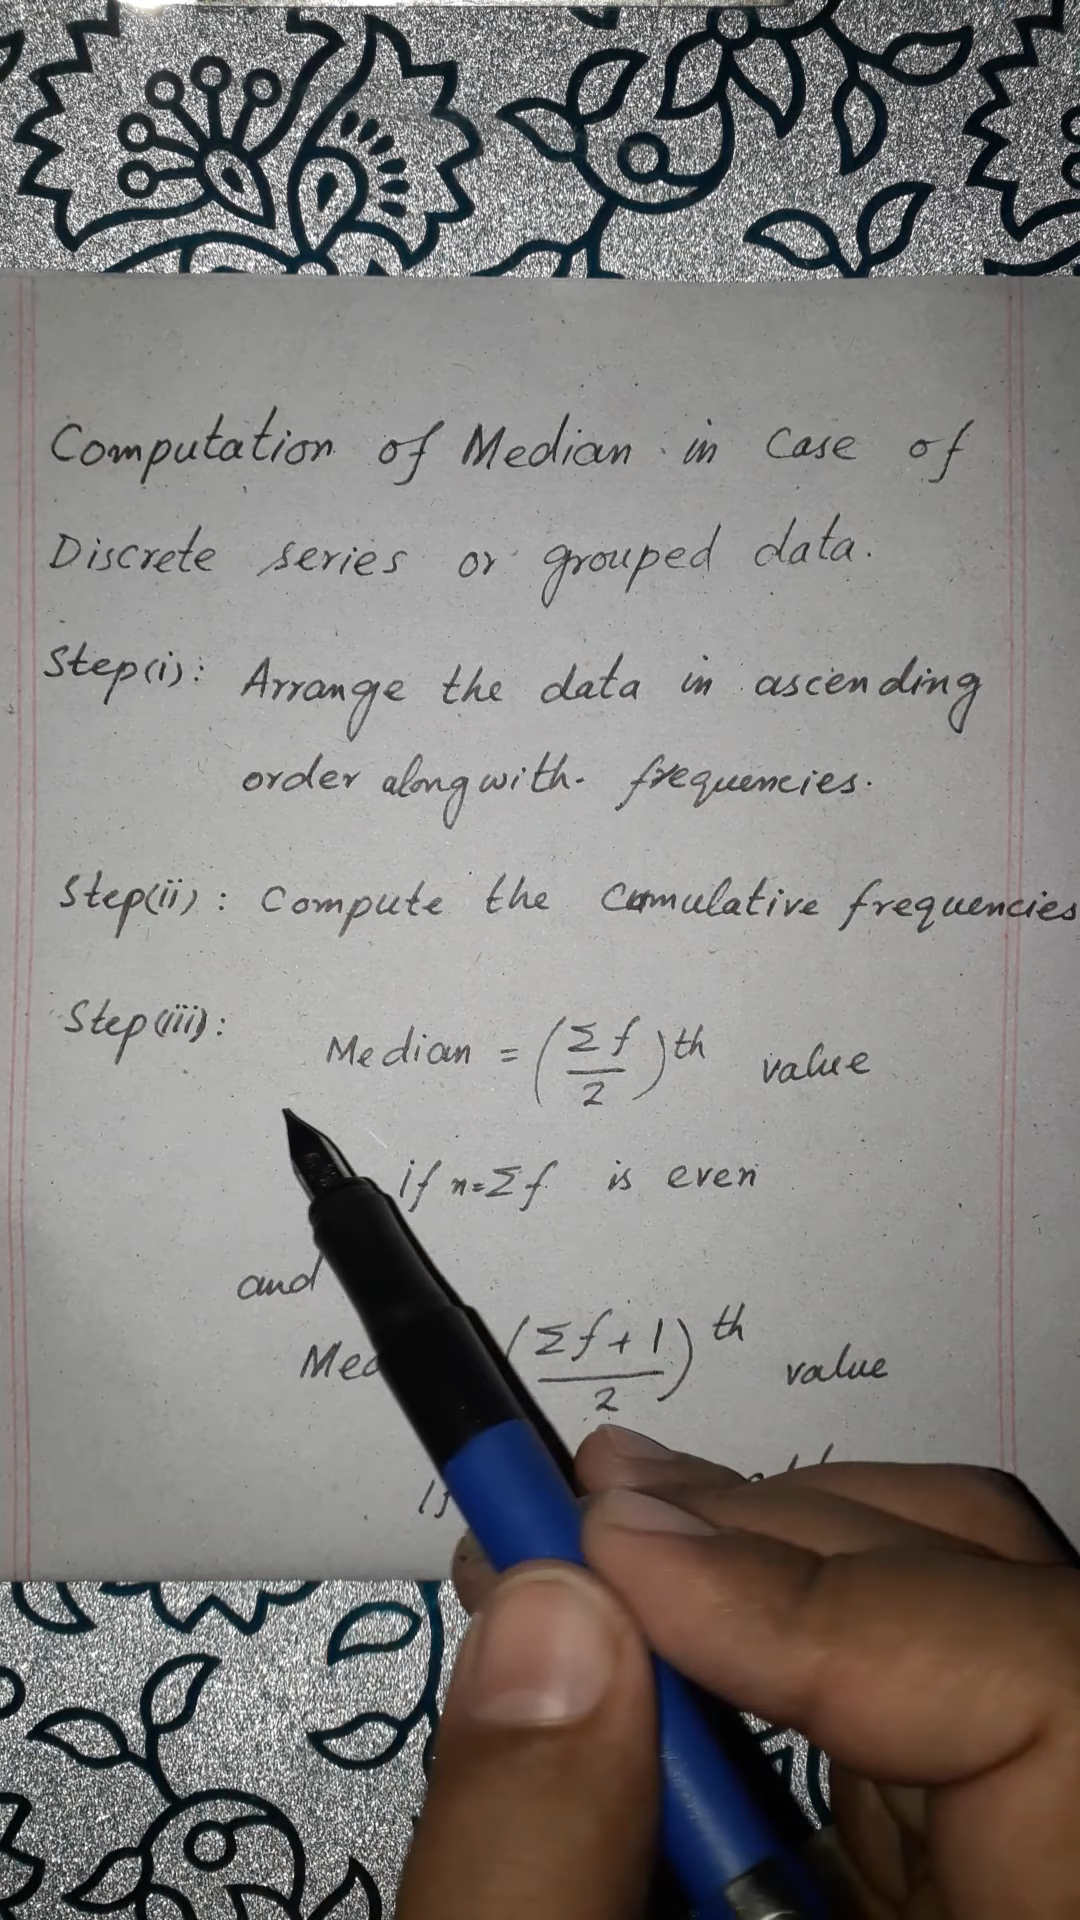 Computation of Median in Case of
Discrete series or grouped data.
Step(i): Arrange the data in ascending
order alongwith frequencies.
Step(ii): Compute the Cumulative frequencies
Step(iii):
Median = (Σf/2)th value
if n=Σf is even
and
(Σf+1/2)th value